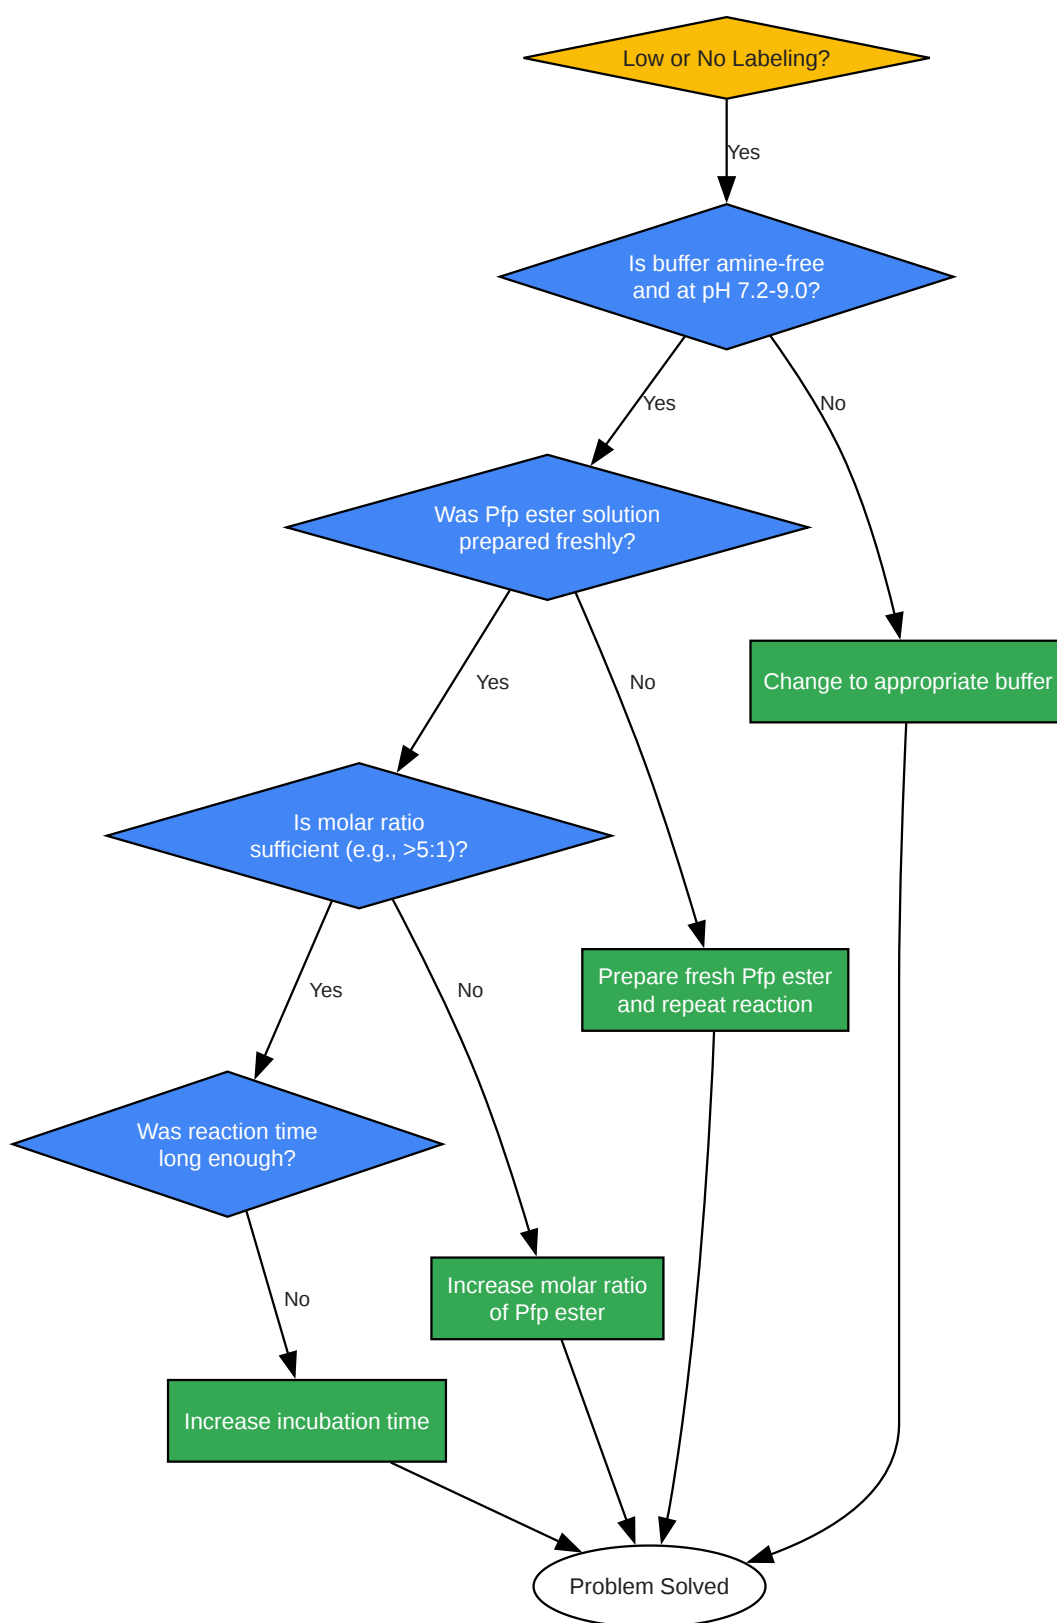 Low or No Labeling?
Yes
Is buffer amine-free
and at pH 7.2-9.0?
Yes
No
Was Pfp ester solution
prepared freshly?
Yes
No
Change to appropriate buffer
Is molar ratio
sufficient (e.g., >5:1)?
Yes
No
Prepare fresh Pfp ester
and repeat reaction
Was reaction time
long enough?
No
Increase molar ratio
of Pfp ester
Increase incubation time
Problem Solved